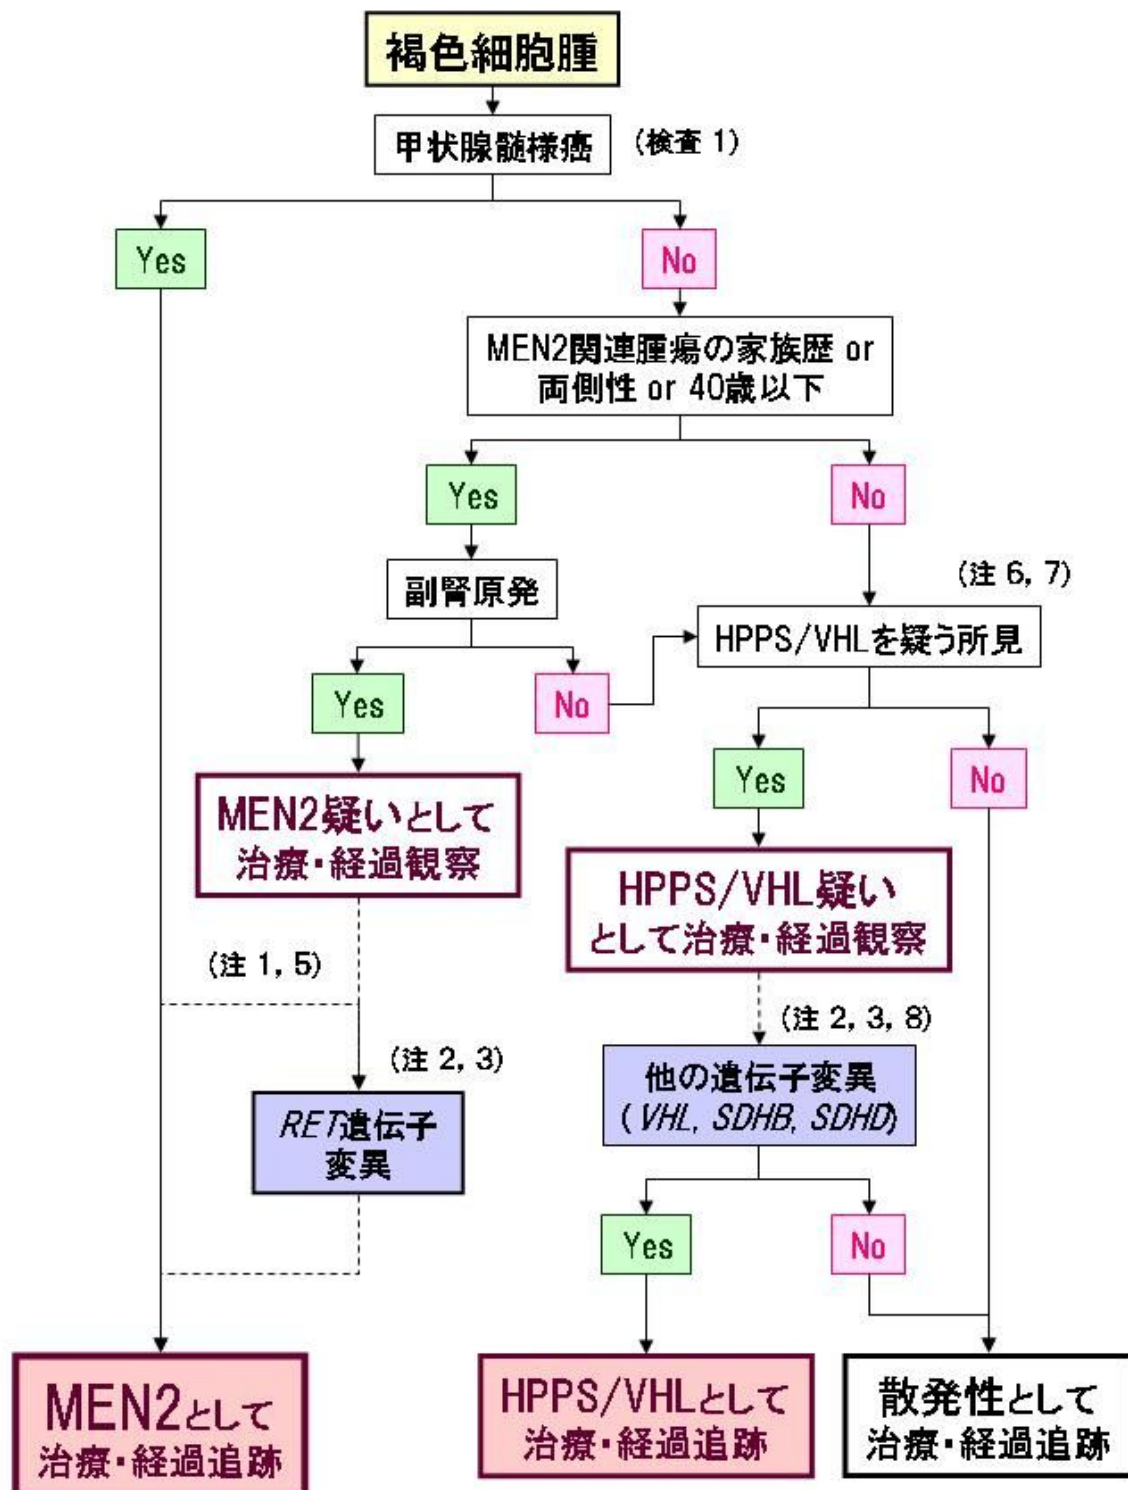 褐色細胞腫
甲状腺髄様癌
(検査 1)
Yes
No
MEN2関連腫瘍の家族歴 or
両側性 or 40歳以下
Yes
No
副腎原発
(注 6, 7)
HPPS/VHLを疑う所見
Yes
No
Yes
No
MEN2疑いとして
治療・経過観察
HPPS/VHL疑い
として治療・経過観察
(注 1, 5)
(注 2, 3)
(注 2, 3, 8)
RET遺伝子
変異
他の遺伝子変異
(VHL, SDHB, SDHD)
Yes
No
MEN2として
治療・経過追跡
HPPS/VHLとして
治療・経過追跡
散発性として
治療・経過追跡